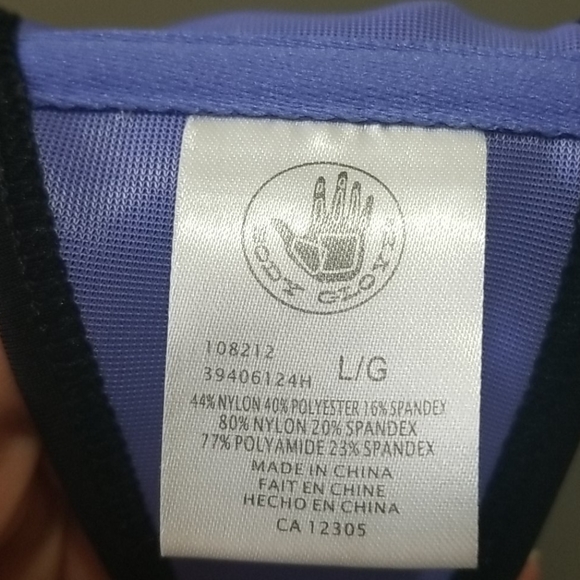 BODY GLOVE
108212
39406124H L/G
44% NYLON 40% POLYESTER 16% SPANDEX
80% NYLON 20% SPANDEX
77% POLYAMIDE 23% SPANDEX
MADE IN CHINA
FAIT EN CHINE
HECHO EN CHINA
CA 12305